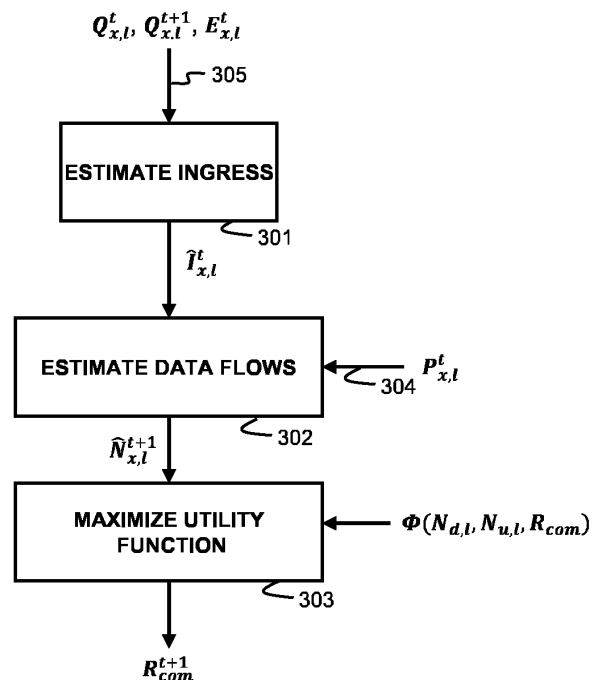 Q^t_{x,l}, Q^{t+1}_{x,l}, E^t_{x,l}
305
ESTIMATE INGRESS
301
Î^t_{x,l}
ESTIMATE DATA FLOWS
P^t_{x,l}
304
302
N̂^{t+1}_{x,l}
MAXIMIZE UTILITY
FUNCTION
Φ(N_{d,l}, N_{u,l}, R_{com})
303
R^{t+1}_{com}